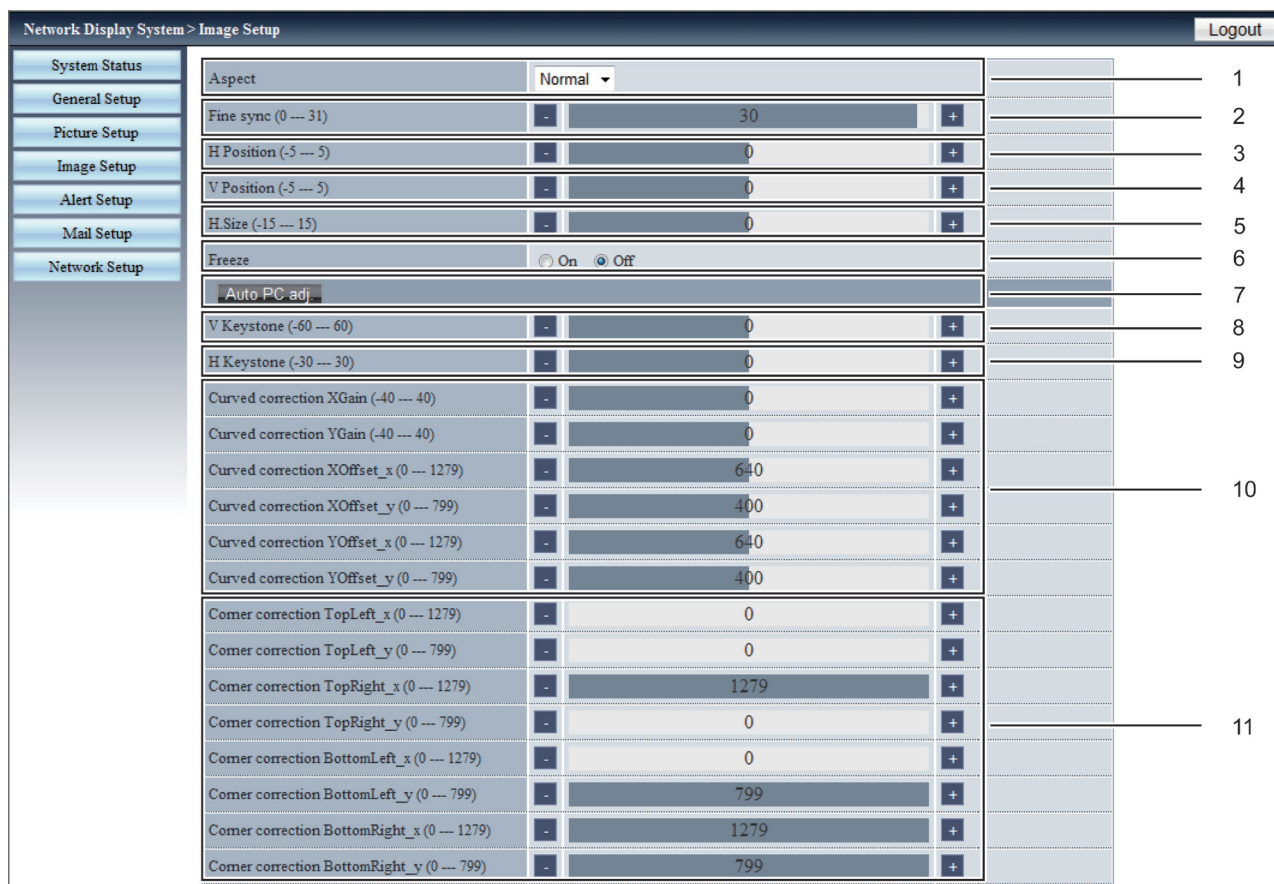 Network Display System > Image Setup
Logout
System Status
General Setup
Picture Setup
Image Setup
Alert Setup
Mail Setup
Network Setup
Aspect Normal 1
Fine sync (0 --- 31) - 30 + 2
H Position (-5 --- 5) - 0 + 3
V Position (-5 --- 5) - 0 + 4
H.Size (-15 --- 15) - 0 + 5
Freeze On Off 6
Auto PC adj. 7
V Keystone (-60 --- 60) - 0 + 8
H Keystone (-30 --- 30) - 0 + 9
Curved correction XGain (-40 --- 40) - 0 +
Curved correction YGain (-40 --- 40) - 0 +
Curved correction XOffset_x (0 --- 1279) - 640 +
10
Curved correction XOffset_y (0 --- 799) - 400 +
Curved correction YOffset_x (0 --- 1279) - 640 +
Curved correction YOffset_y (0 --- 799) - 400 +
Corner correction TopLeft_x (0 --- 1279) - 0 +
Corner correction TopLeft_y (0 --- 799) - 0 +
Corner correction TopRight_x (0 --- 1279) - 1279 +
Corner correction TopRight_y (0 --- 799) - 0 + 11
Corner correction BottomLeft_x (0 --- 1279) - 0 +
Corner correction BottomLeft_y (0 --- 799) - 799 +
Corner correction BottomRight_x (0 --- 1279) - 1279 +
Corner correction BottomRight_y (0 --- 799) - 799 +